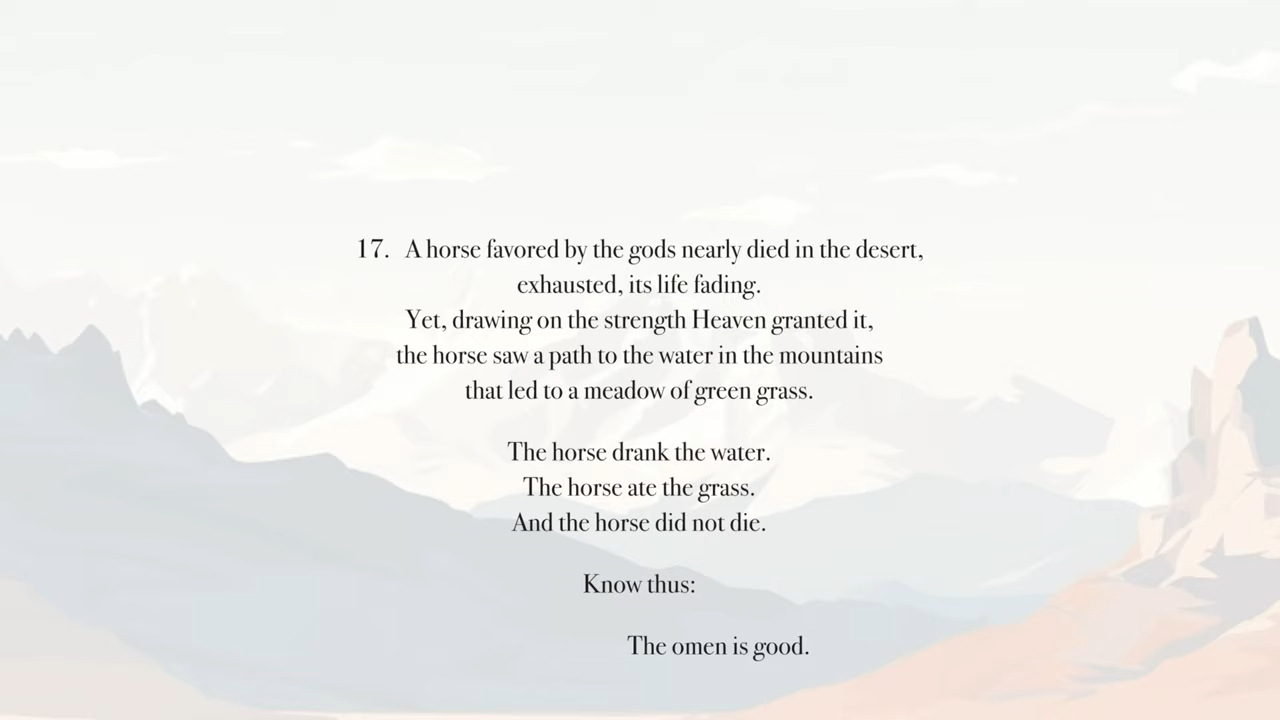 17. A horse favored by the gods nearly died in the desert,
exhausted, its life fading.
Yet, drawing on the strength Heaven granted it,
the horse saw a path to the water in the mountains
that led to a meadow of green grass.
The horse drank the water.
The horse ate the grass.
And the horse did not die.
Know thus:
The omen is good.